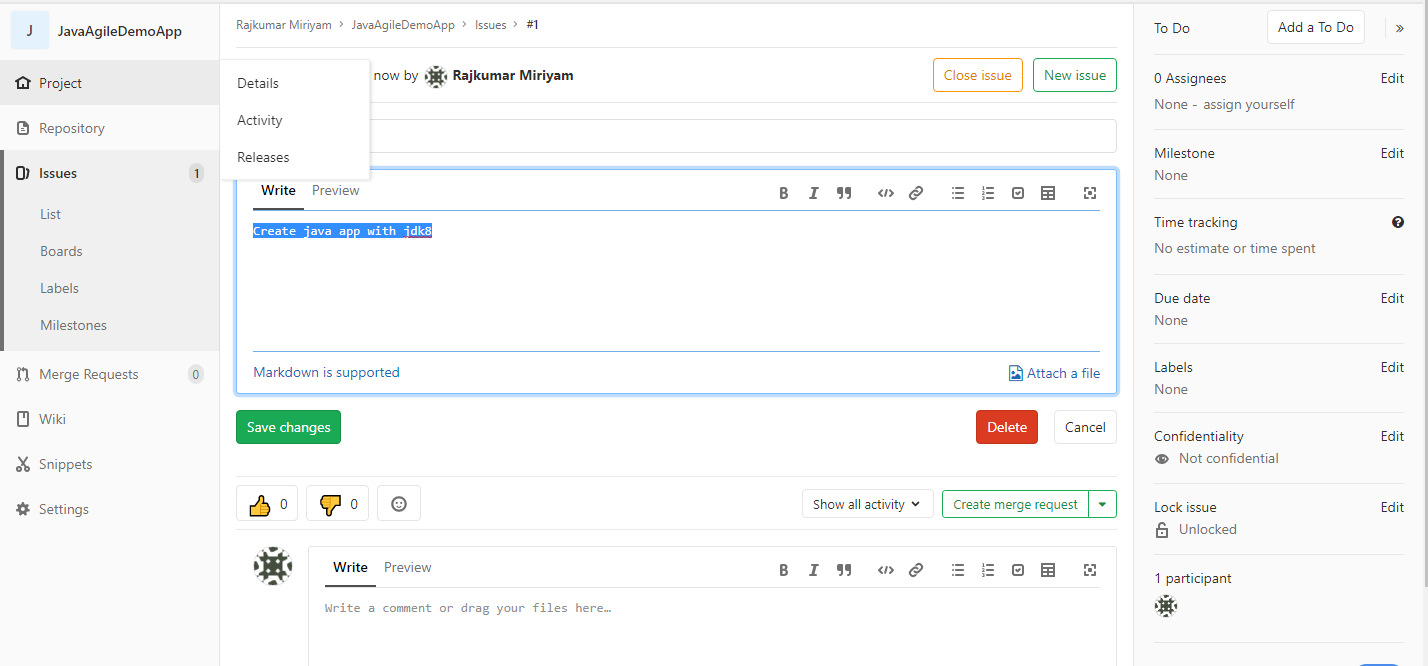 J JavaAgileDemoApp
Project
Repository
Issues 1
List
Boards
Labels
Milestones
Merge Requests 0
Wiki
Snippets
Settings
Details
Activity
Releases
Rajkumar Miriyam > JavaAgileDemoApp > Issues > #1
now by Rajkumar Miriyam
Close issue New issue
Write Preview
Create java app with jdk8
Markdown is supported Attach a file
Save changes Delete Cancel
0 0 Show all activity Create merge request
Write Preview
Write a comment or drag your files here…
To Do Add a To Do »
0 Assignees Edit
None - assign yourself
Milestone Edit
None
Time tracking ?
No estimate or time spent
Due date Edit
None
Labels Edit
None
Confidentiality Edit
Not confidential
Lock issue Edit
Unlocked
1 participant